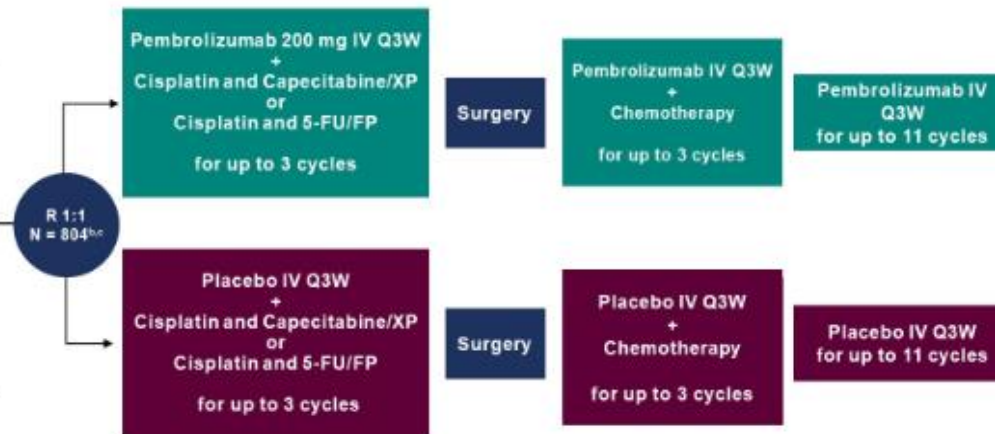 Pembrolizumab 200 mg IV Q3W
+
Cisplatin and Capecitabine/XP
or
Cisplatin and 5-FU/FP
for up to 3 cycles
Surgery
Pembrolizumab IV Q3W
+
Chemotherapy
for up to 3 cycles
Pembrolizumab IV
Q3W
for up to 11 cycles
R 1:1
N = 804b,c
Placebo IV Q3W
+
Cisplatin and Capecitabine/XP
or
Cisplatin and 5-FU/FP
for up to 3 cycles
Surgery
Placebo IV Q3W
+
Chemotherapy
for up to 3 cycles
Placebo IV Q3W
for up to 11 cycles